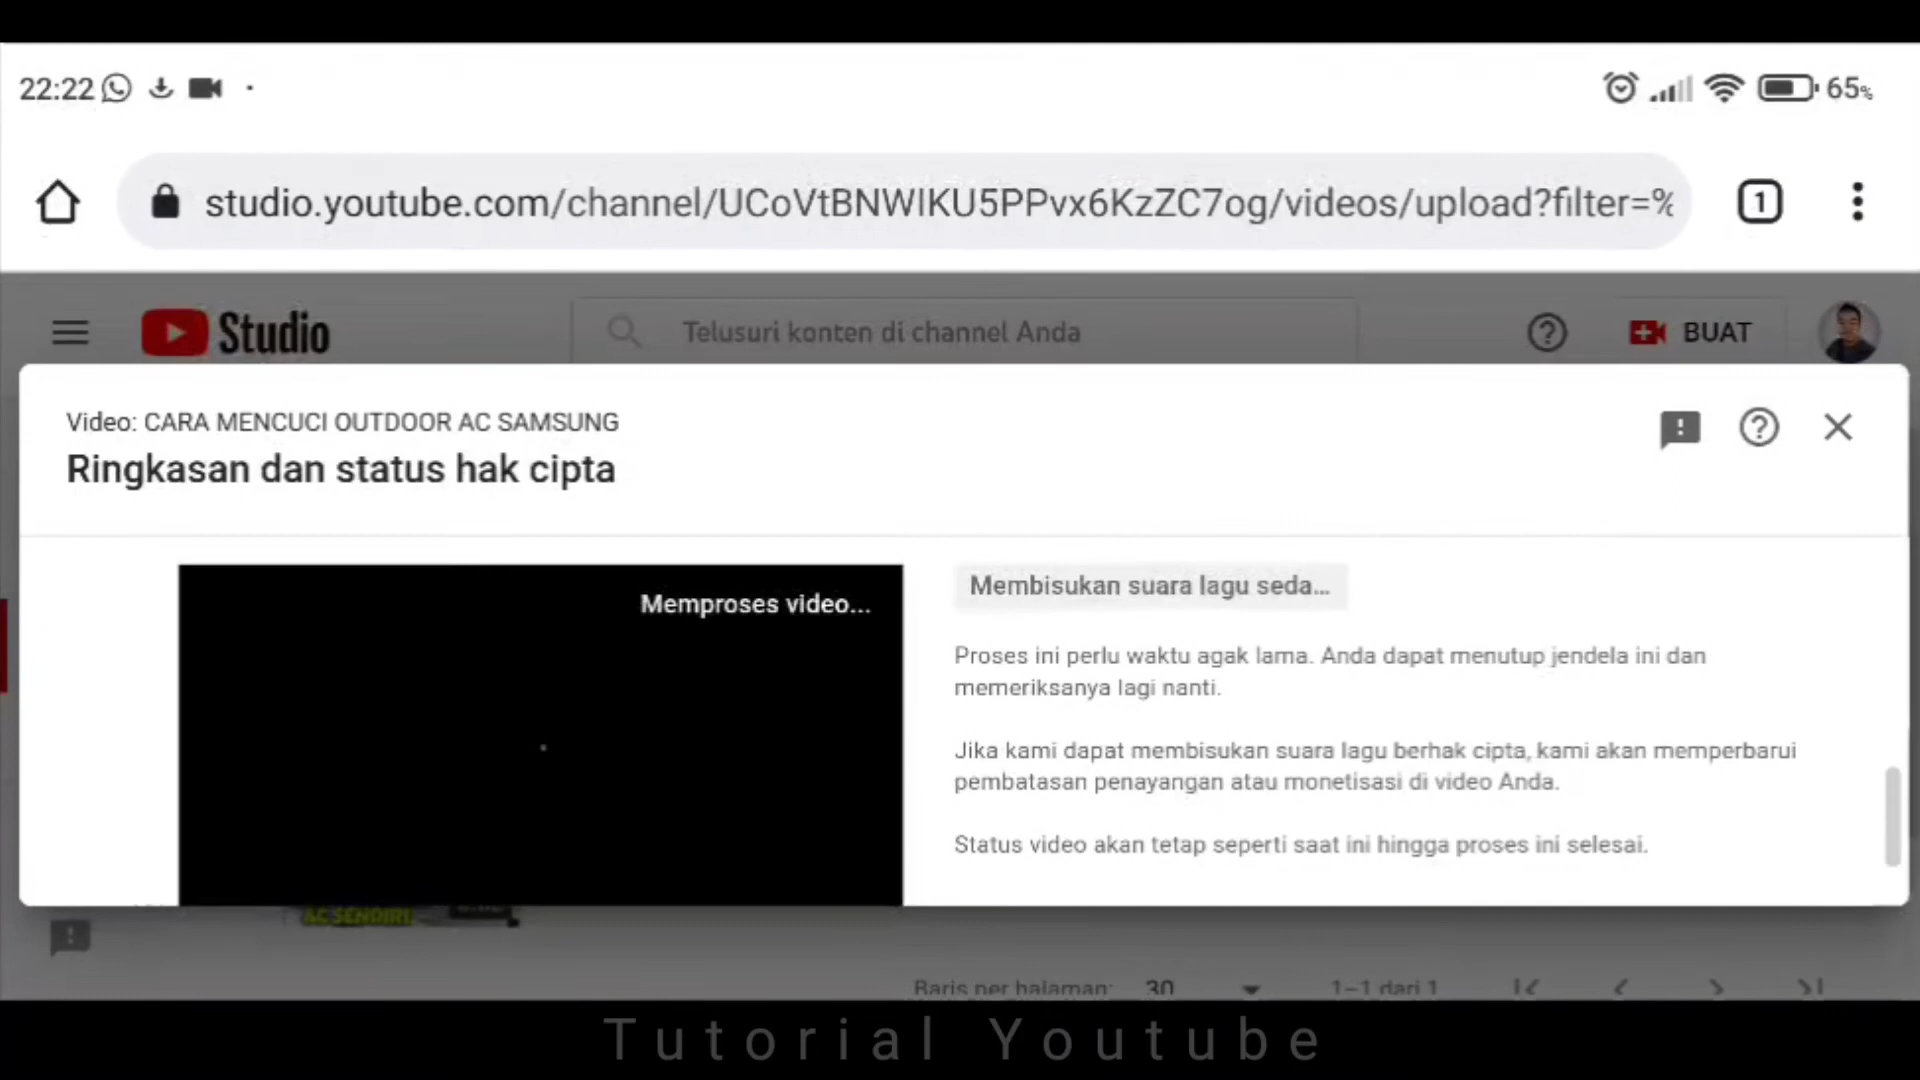 22:22
65%
studio.youtube.com/channel/UCoVtBNWIKU5PPvx6KzZC7og/videos/upload?filter=%
1
Studio
Telusuri konten di channel Anda
BUAT
Video: CARA MENCUCI OUTDOOR AC SAMSUNG
Ringkasan dan status hak cipta
Memproses video...
Membisukan suara lagu seda...
Proses ini perlu waktu agak lama. Anda dapat menutup jendela ini dan
memeriksanya lagi nanti.
Jika kami dapat membisukan suara lagu berhak cipta, kami akan memperbarui
pembatasan penayangan atau monetisasi di video Anda.
Status video akan tetap seperti saat ini hingga proses ini selesai.
AC SENDIRI
Baris per halaman: 30 1–1 dari 1
Tutorial Youtube